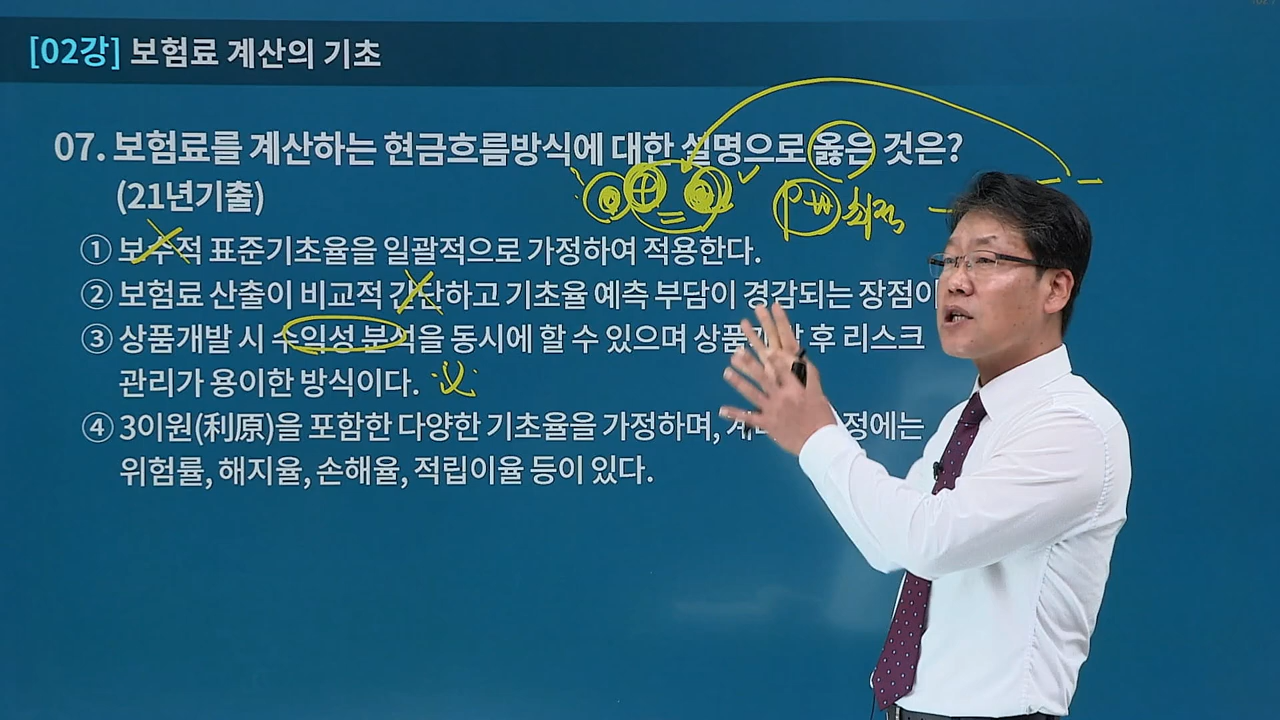 [02강] 보험료 계산의 기초
07. 보험료를 계산하는 현금흐름방식에 대한 설명으로 옳은 것은?
(21년기출)
① 보수적 표준기초율을 일괄적으로 가정하여 적용한다.
② 보험료 산출이 비교적 간단하고 기초율 예측 부담이 경감되는
③ 상품개발 시 수익성 분석을 동시에 할 수 있으며 후 리스크
관리가 용이한 방식이다.
④ 3이원(利原)을 포함한 다양한 기초율을 가정하며,
위험률, 해지율, 손해율, 적립이율 등이 있다.